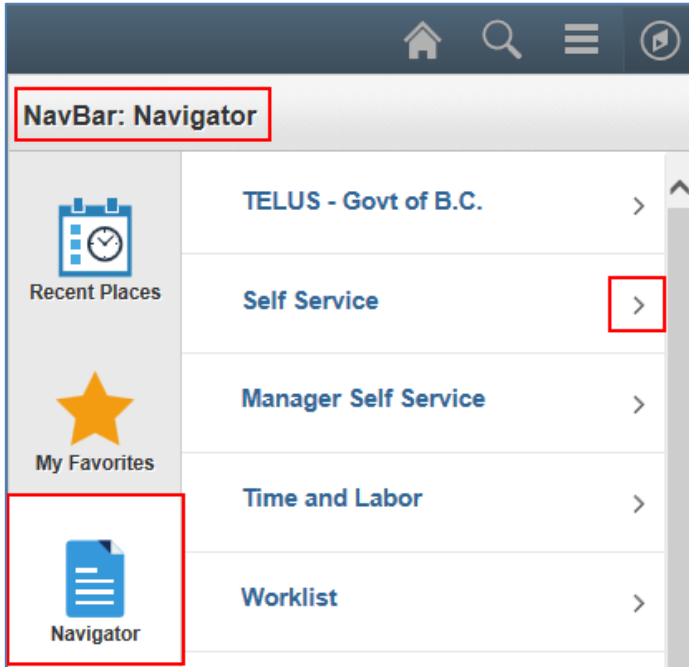 NavBar: Navigator
Recent Places
My Favorites
Navigator
TELUS - Govt of B.C.
Self Service
Manager Self Service
Time and Labor
Worklist